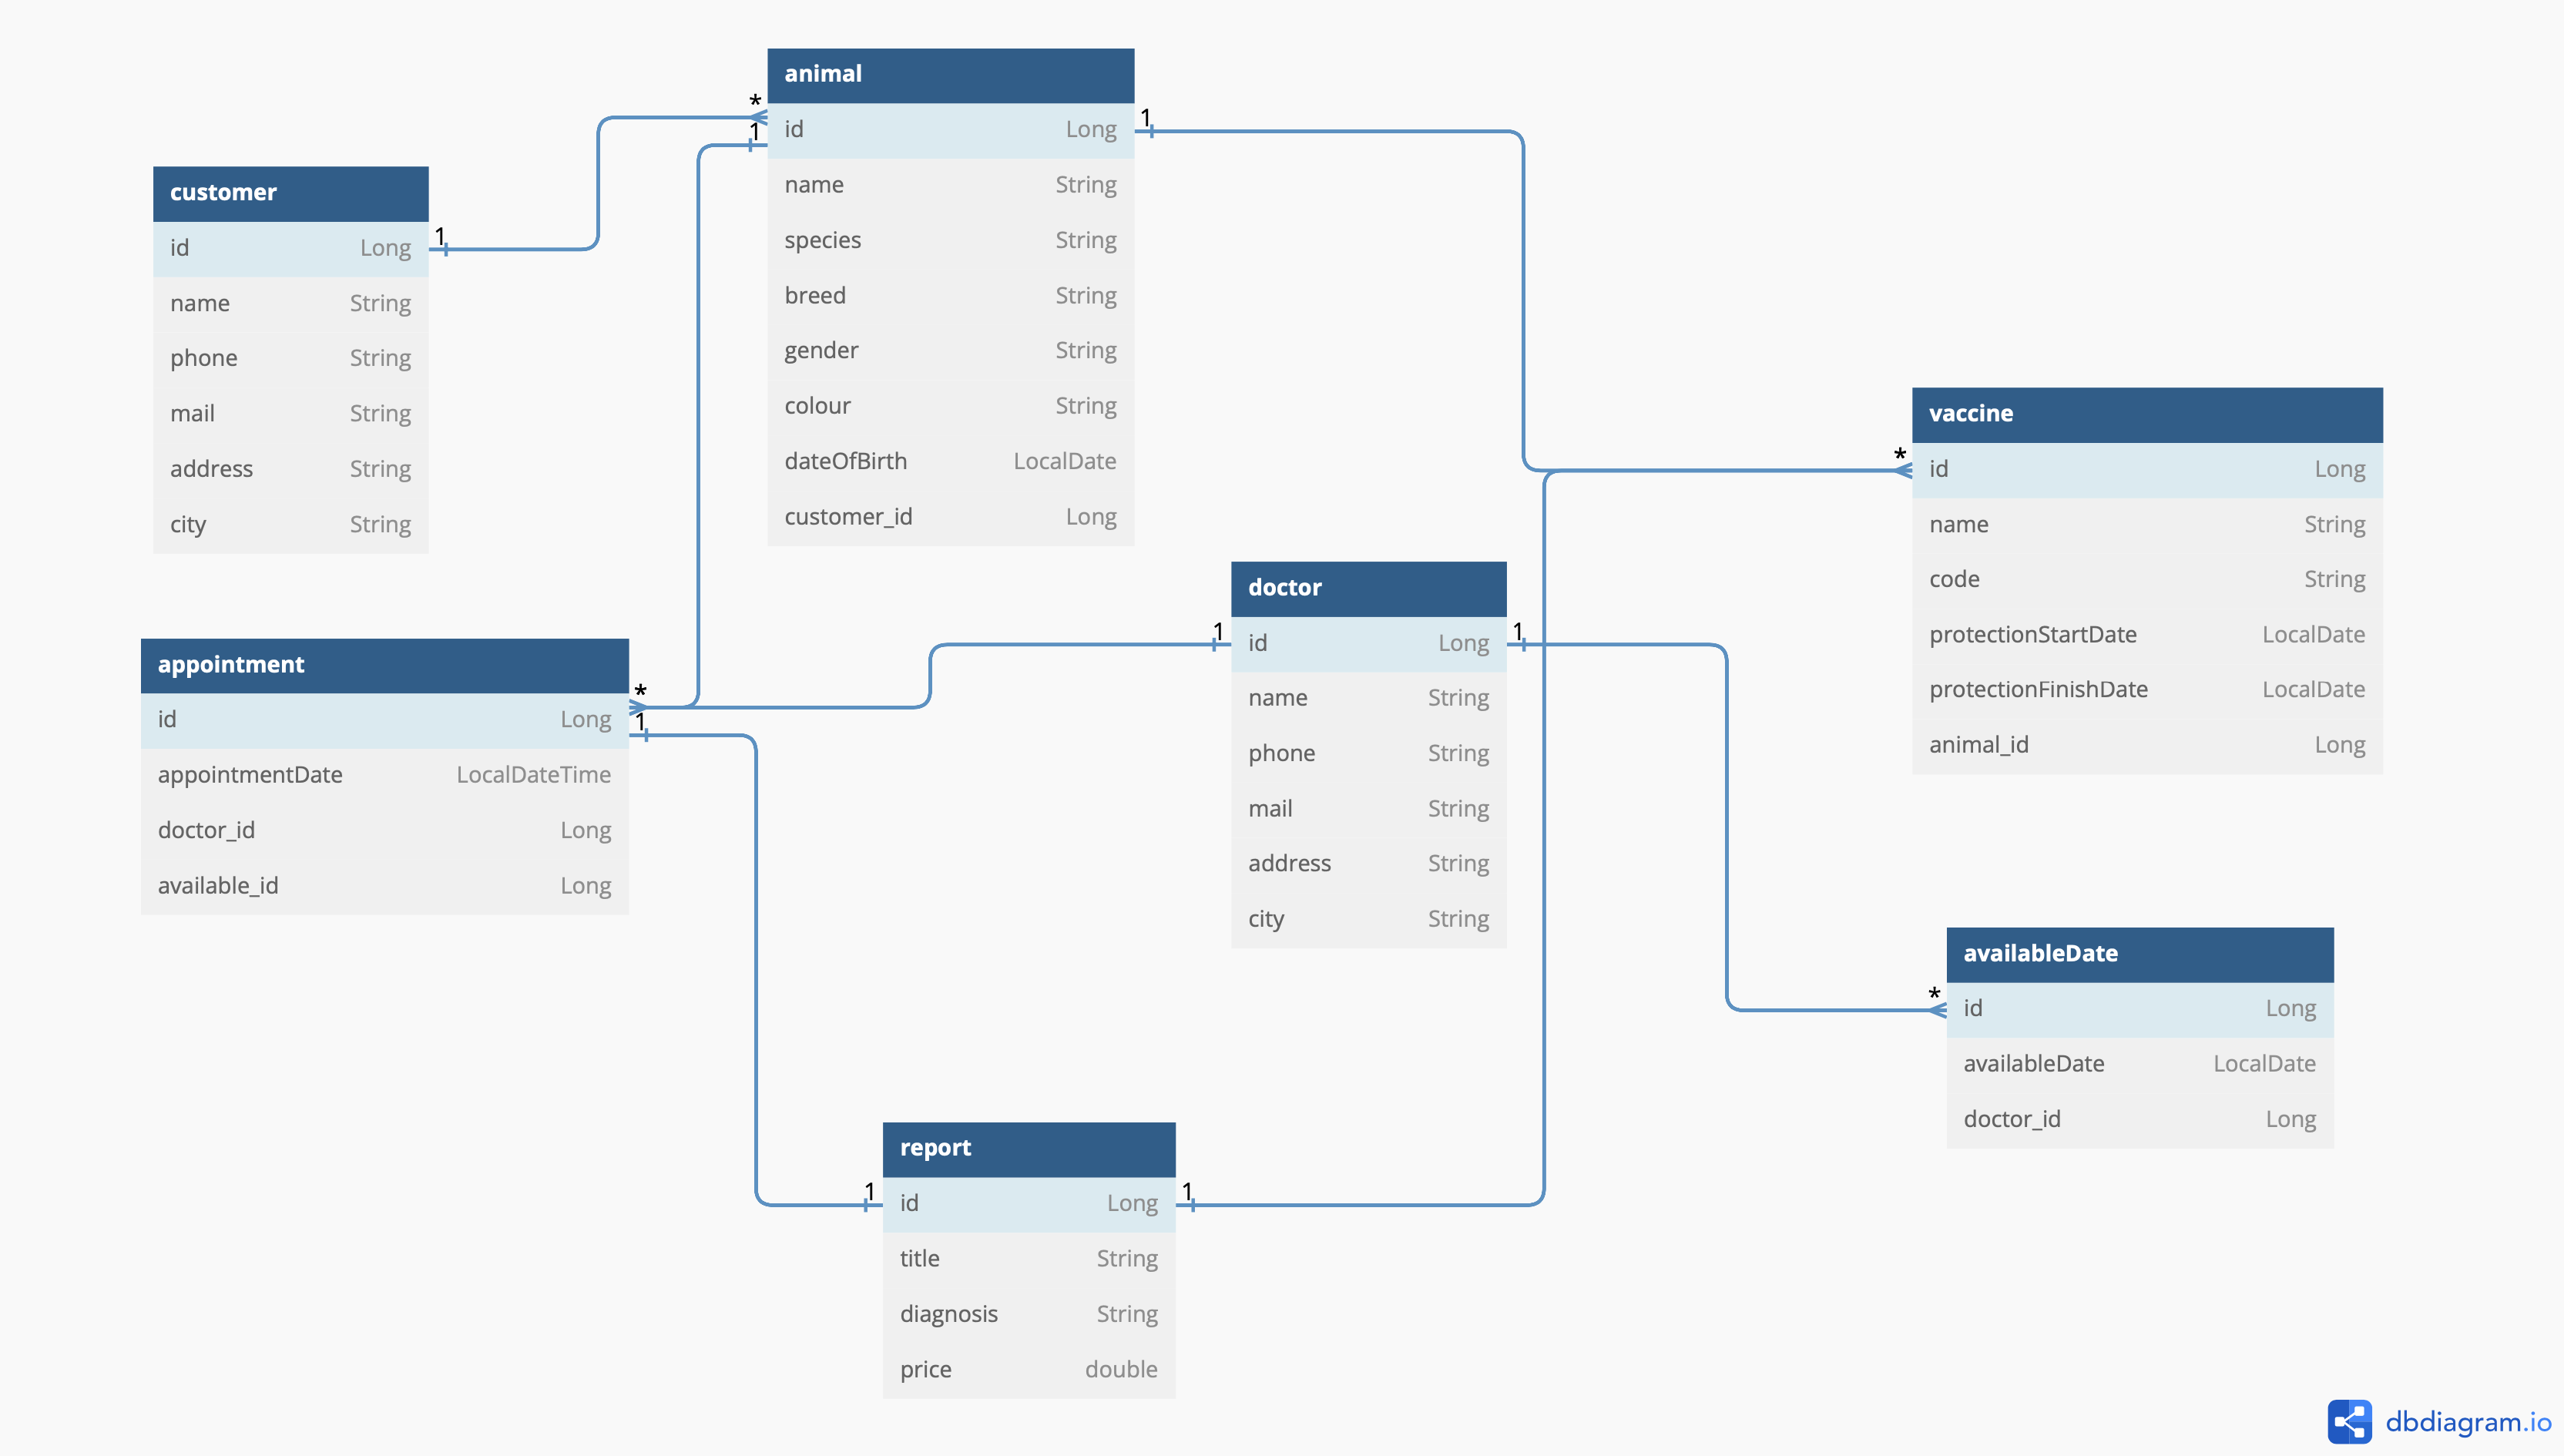 customer
id Long
name String
phone String
mail String
address String
city String
1
*
1
animal
id Long
name String
species String
breed String
gender String
colour String
dateOfBirth LocalDate
customer_id Long
1
*
vaccine
id Long
name String
code String
protectionStartDate LocalDate
protectionFinishDate LocalDate
animal_id Long
appointment
id Long
appointmentDate LocalDateTime
doctor_id Long
available_id Long
*
1
1
doctor
id Long
name String
phone String
mail String
address String
city String
1
*
availableDate
id Long
availableDate LocalDate
doctor_id Long
1
report
id Long
title String
diagnosis String
price double
1
dbdiagram.io